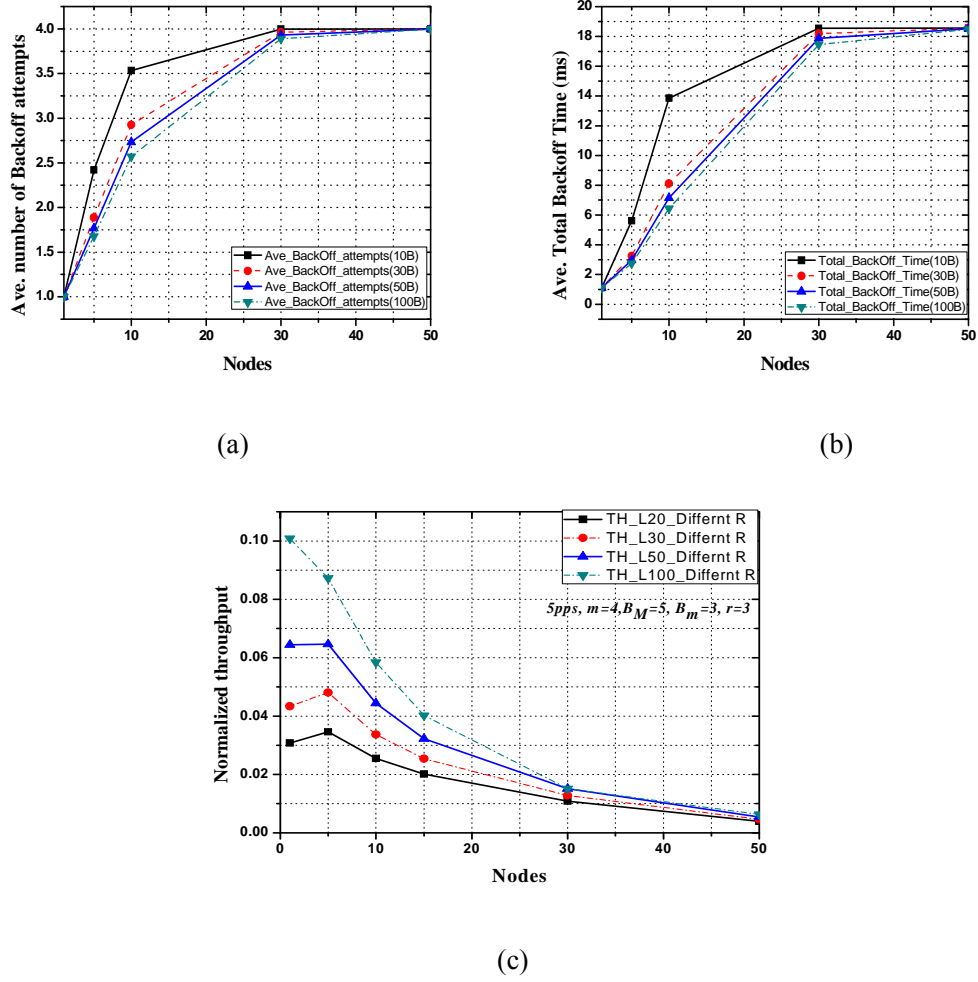 4.0
3.5
3.0
2.5
2.0
1.5
1.0
Ave. number of Backoff attempts
Ave_BackOff_attempts(10B)
Ave_BackOff_attempts(30B)
Ave_BackOff_attempts(50B)
Ave_BackOff_attempts(100B)
10 20 30 40 50
Nodes
(a)
20
18
16
14
12
10
8
6
4
2
0
Ave. Total Backoff Time (ms)
Total_BackOff_Time(10B)
Total_BackOff_Time(30B)
Total_BackOff_Time(50B)
Total_BackOff_Time(100B)
10 20 30 40 50
Nodes
(b)
0.10
0.08
0.06
0.04
0.02
0.00
Normalized throughput
TH_L20_Differnt R
TH_L30_Differnt R
TH_L50_Differnt R
TH_L100_Differnt R
5pps, m=4,B_M=5, B_m=3, r=3
0 10 20 30 40 50
Nodes
(c)